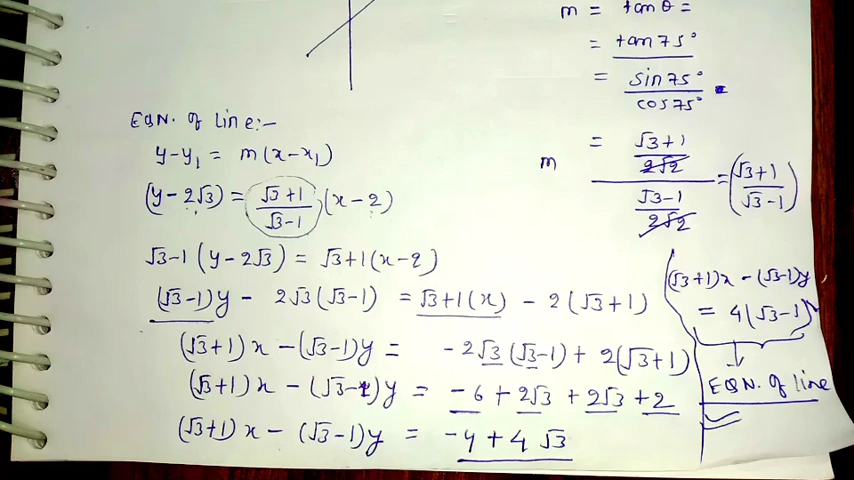 m = tan θ =
= tan 75°
= sin 75° / cos 75°
m = (√3+1 / 2√2) / (√3-1 / 2√2) = (√3+1 / √3-1)
EQN. of line:-
y-y₁ = m(x-x₁)
(y-2√3) = √3+1 / √3-1 (x-2)
√3-1 (y-2√3) = √3+1(x-2)
(√3-1)y - 2√3(√3-1) = √3+1(x) - 2(√3+1)
(√3+1)x - (√3-1)y = -2√3(√3-1) + 2(√3+1)
(√3+1)x - (√3-1)y = -6 + 2√3 + 2√3 + 2
(√3+1)x - (√3-1)y = -4 + 4√3
(√3+1)x - (√3-1)y
= 4(√3-1)
EQN. of line